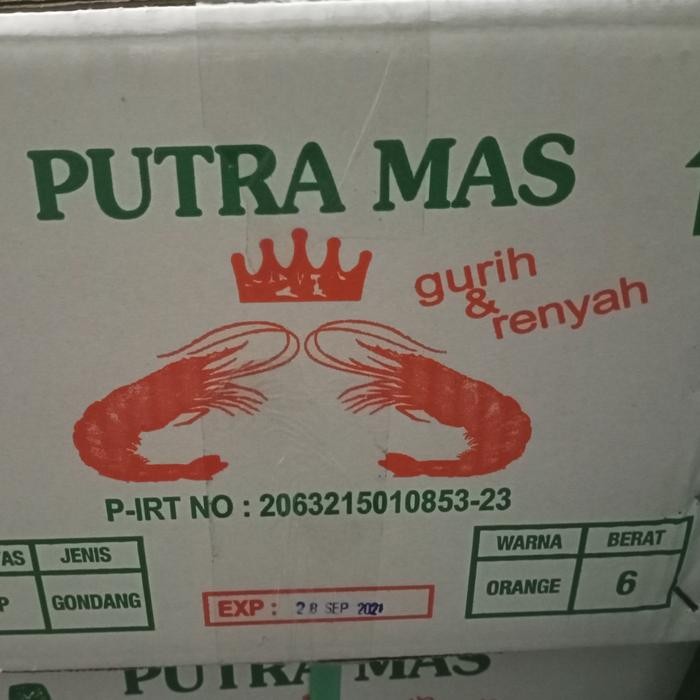 PUTRA MAS
gurih
&
renyah
P-IRT NO : 2063215010853-23
AS JENIS
P GONDANG
EXP : 28 SEP 2021
WARNA BERAT
ORANGE 6
PUTRA MAS